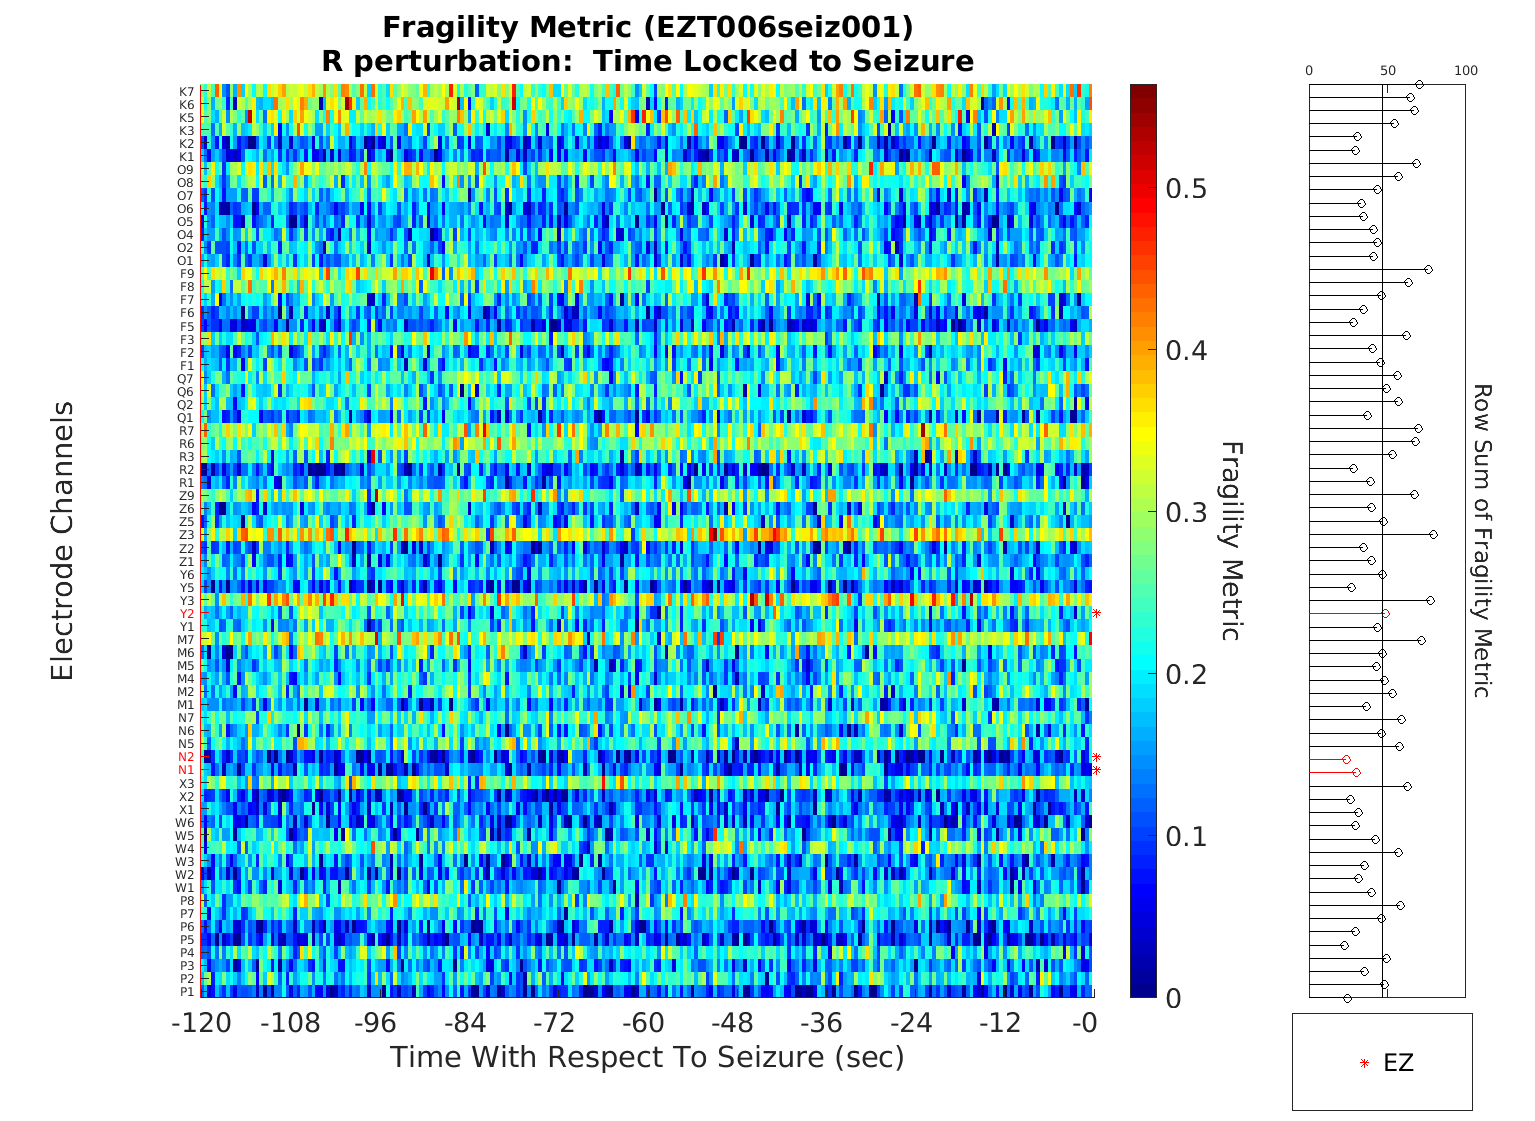 Fragility Metric (EZT006seiz001)
R perturbation:  Time Locked to Seizure
Electrode Channels
K7
K6
K5
K3
K2
K1
O9
O8
O7
O6
O5
O4
O2
O1
F9
F8
F7
F6
F5
F3
F2
F1
Q7
Q6
Q2
Q1
R7
R6
R3
R2
R1
Z9
Z6
Z5
Z3
Z2
Z1
Y6
Y5
Y3
Y2
Y1
M7
M6
M5
M4
M2
M1
N7
N6
N5
N2
N1
X3
X2
X1
W6
W5
W4
W3
W2
W1
P8
P7
P6
P5
P4
P3
P2
P1
-120 -108 -96 -84 -72 -60 -48 -36 -24 -12 -0
Time With Respect To Seizure (sec)
0.5
0.4
0.3
0.2
0.1
0
Fragility Metric
0 50 100
Row Sum of Fragility Metric
EZ